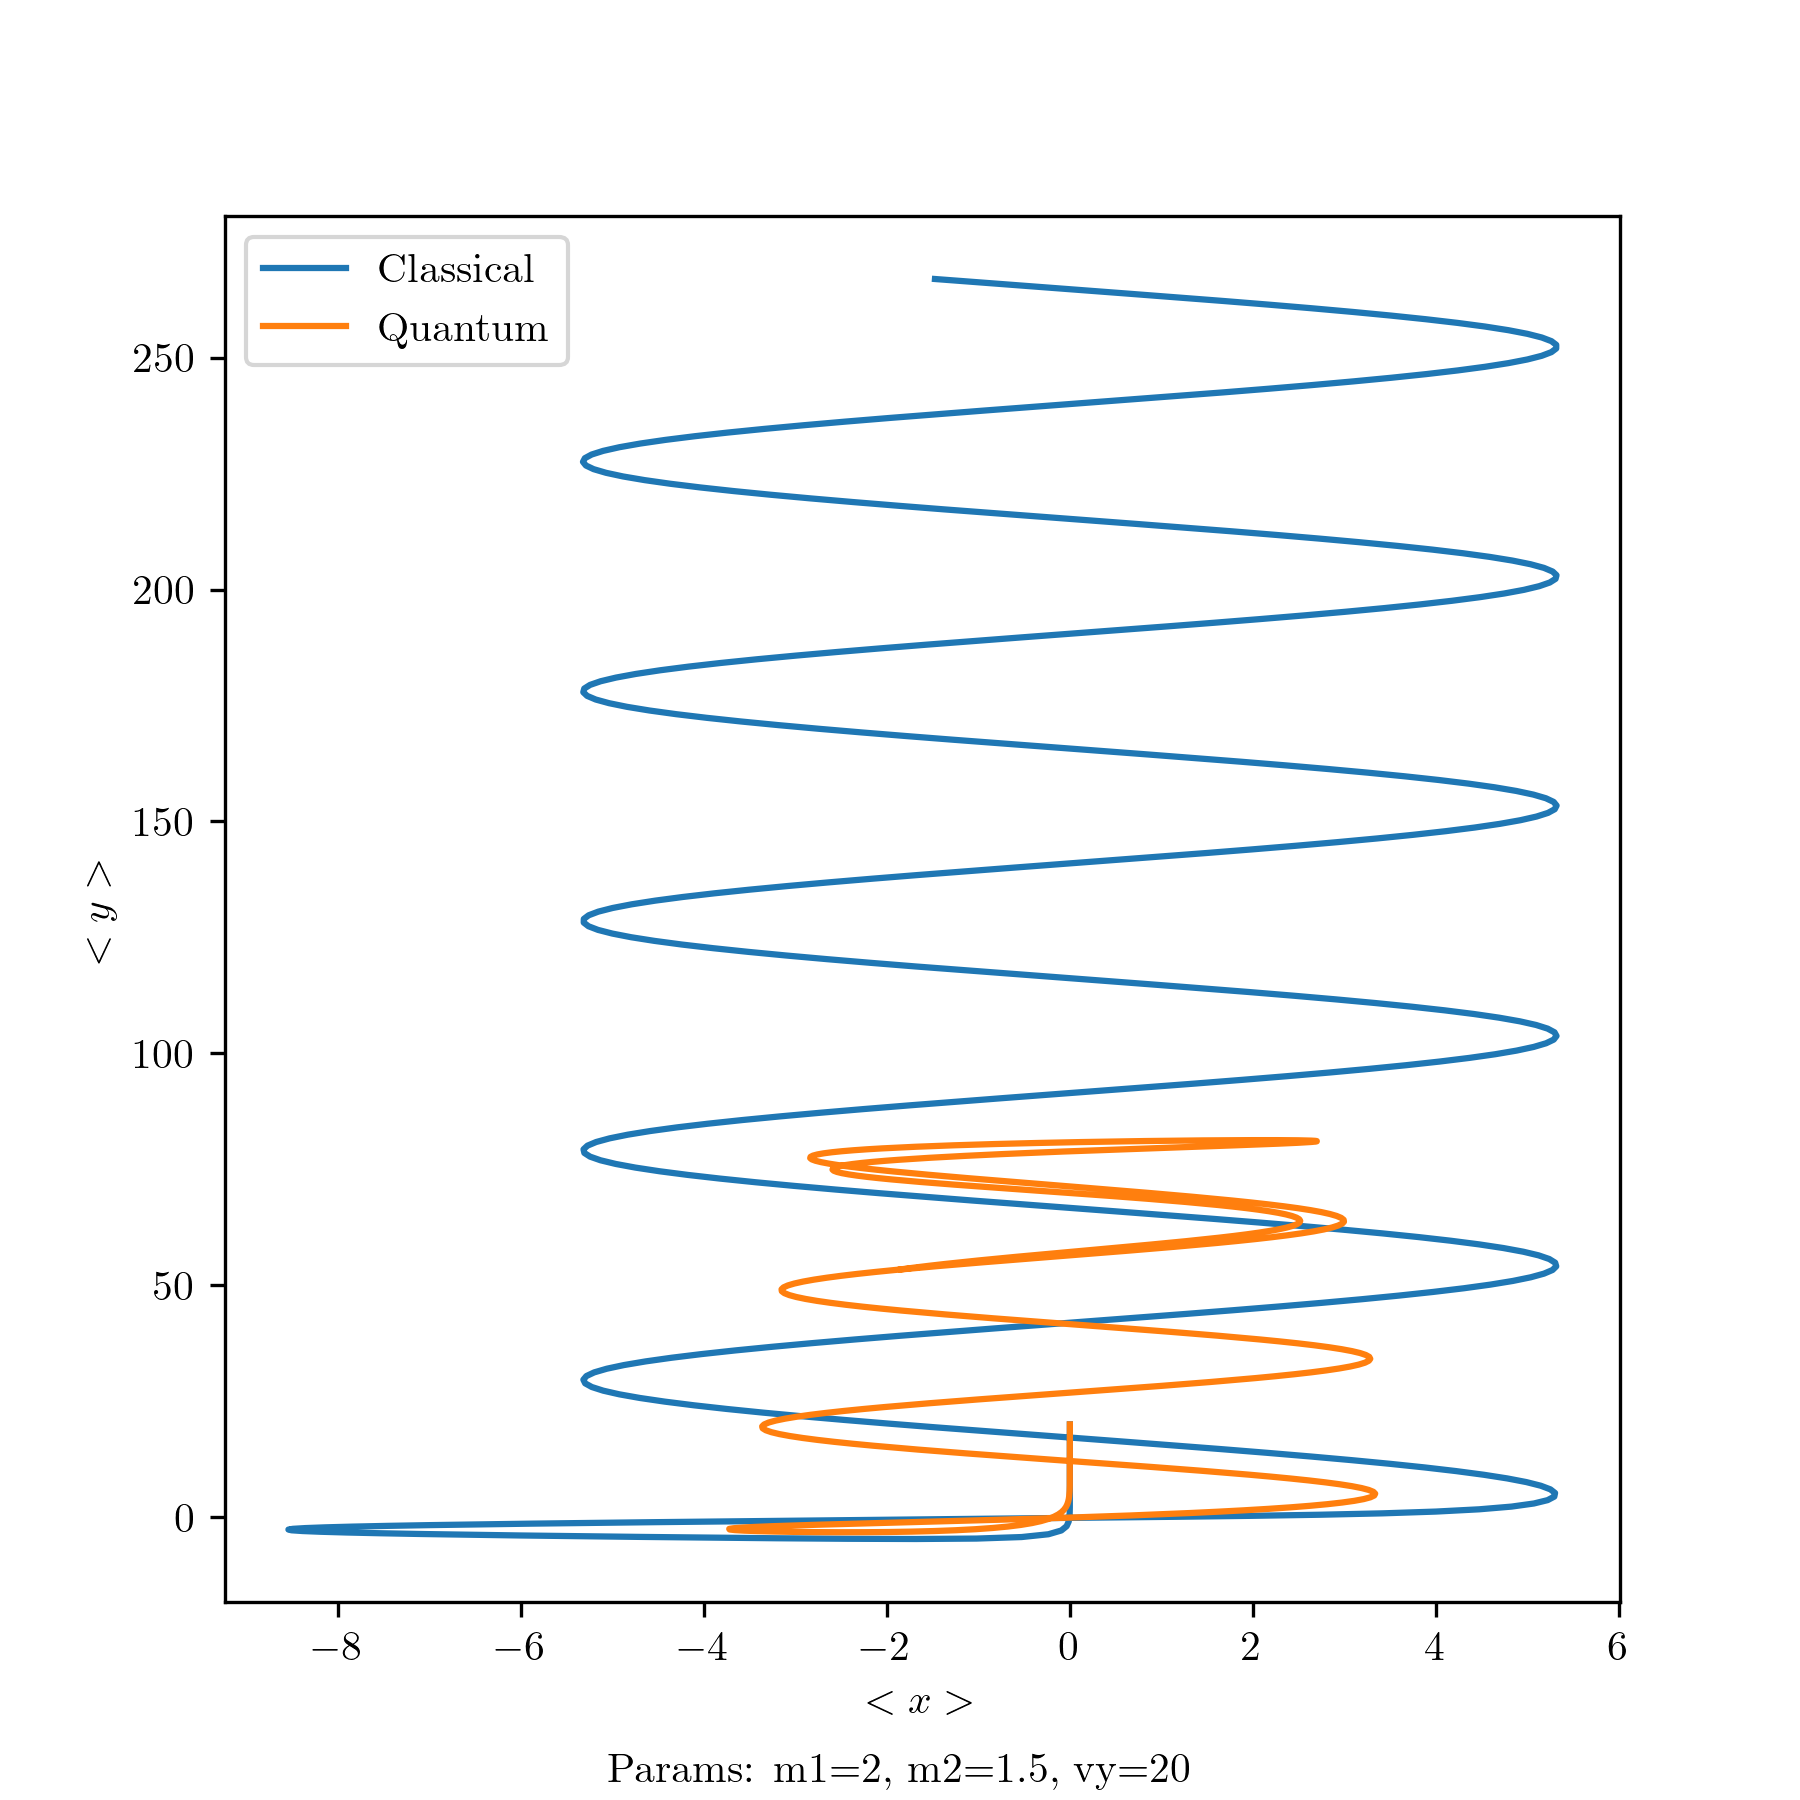 Classical
Quantum
250
200
150
100
50
0
< y >
−8 −6 −4 −2 0 2 4 6
< x >
Params: m1=2, m2=1.5, vy=20